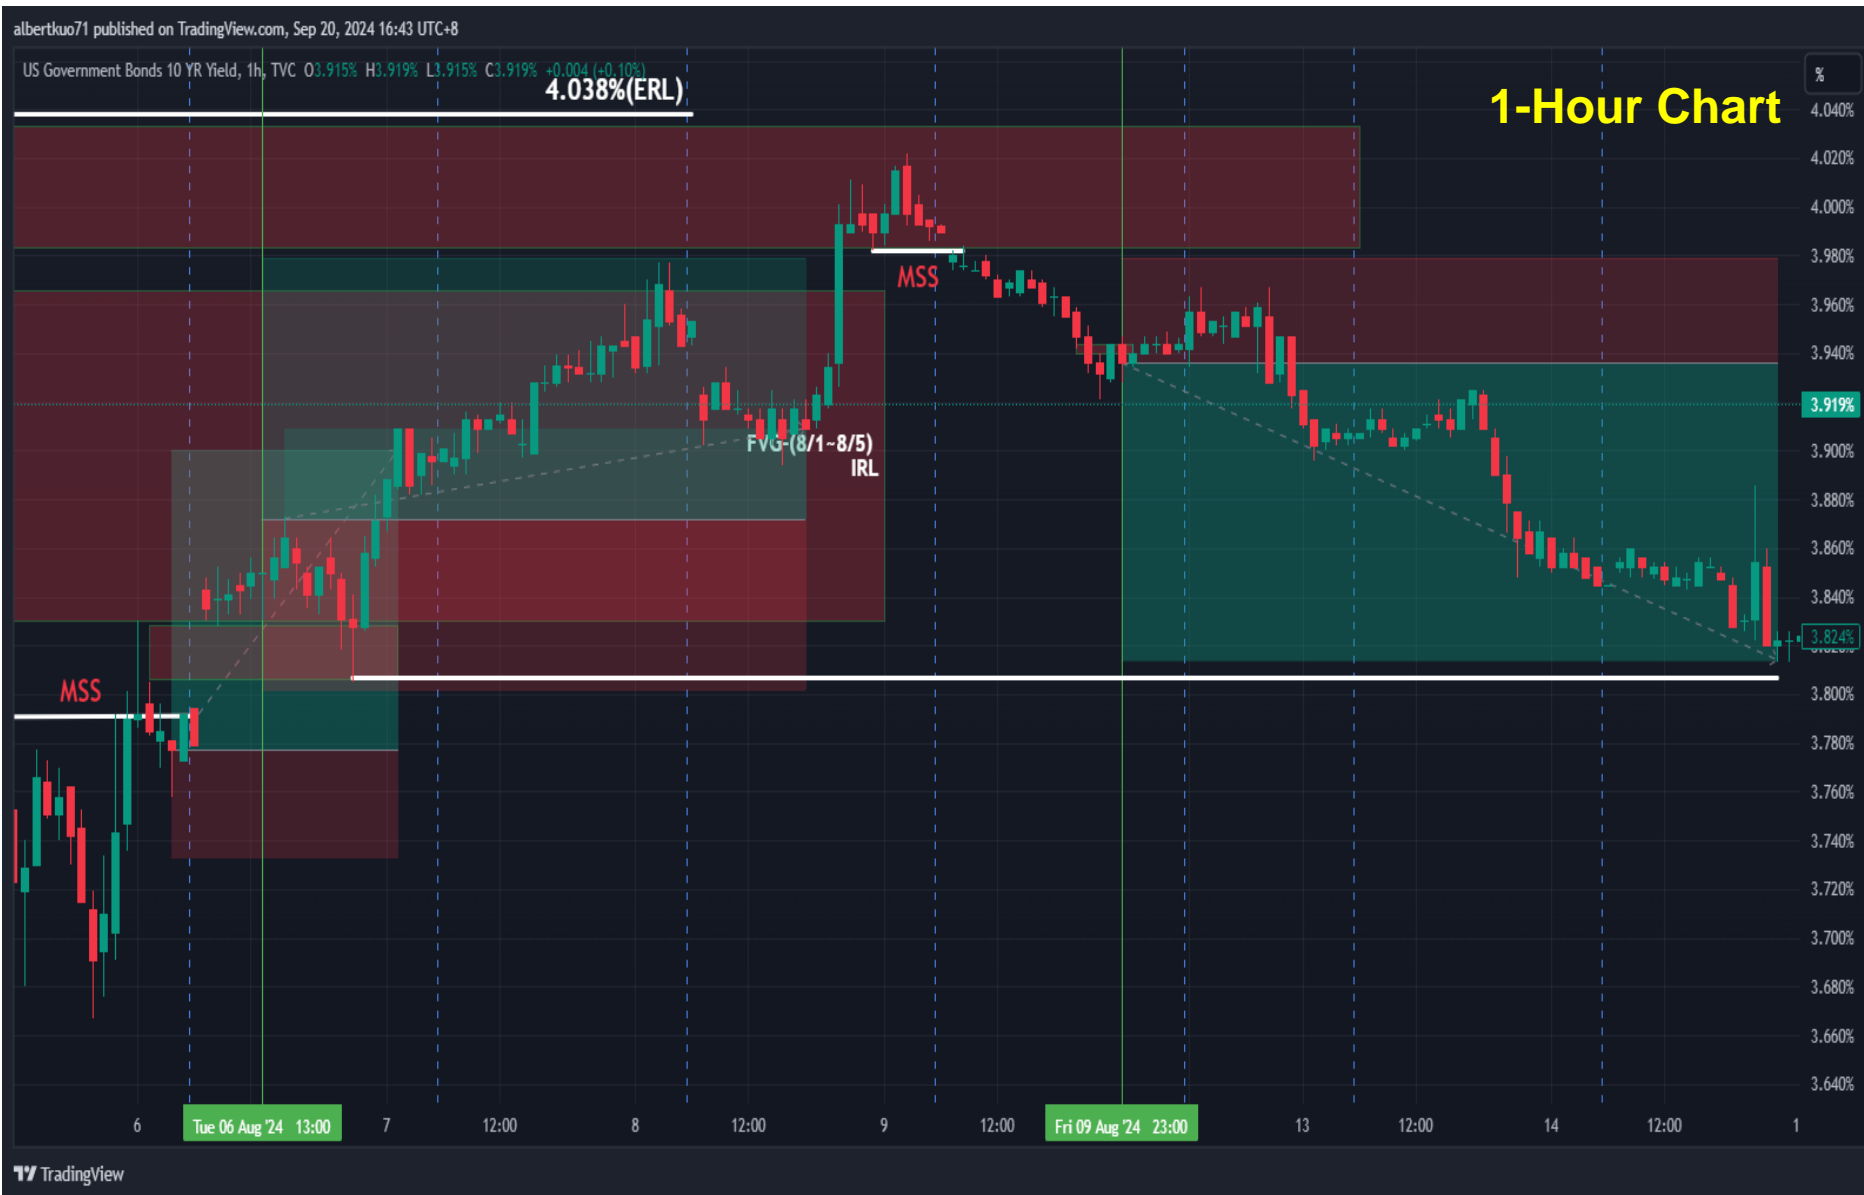 albertkuo71 published on TradingView.com, Sep 20, 2024 16:43 UTC+8
US Government Bonds 10 YR Yield, 1h, TVC O3.915% H3.919% L3.915% C3.919% +0.004 (+0.10%)
%
4.038%(ERL)
1-Hour Chart
4.040%
4.020%
4.000%
3.980%
MSS
3.960%
3.940%
3.919%
FVG-(8/1~8/5)
3.900%
IRL
3.880%
3.860%
3.840%
3.824%
MSS
3.800%
3.780%
3.760%
3.740%
3.720%
3.700%
3.680%
3.660%
3.640%
6 Tue 06 Aug '24 13:00 7 12:00 8 12:00 9 12:00 Fri 09 Aug '24 23:00 13 12:00 14 12:00 1
TradingView